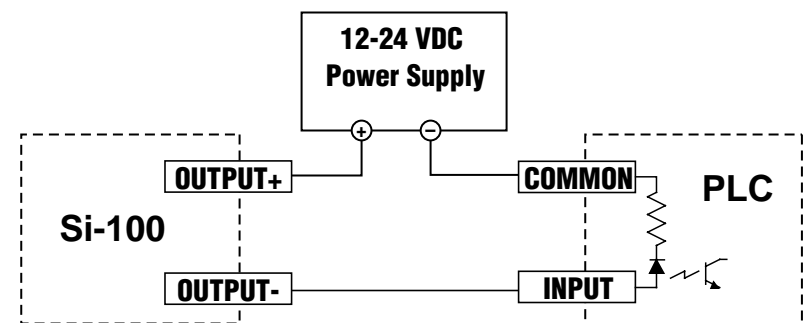 12-24 VDC
Power Supply
+ −
OUTPUT+
COMMON
PLC
Si-100
OUTPUT-
INPUT